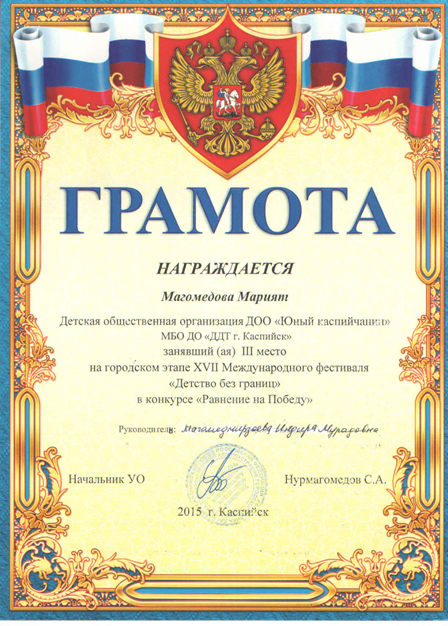 ГРАМОТА
НАГРАЖДАЕТСЯ
Магомедова Марият
Детская общественная организация ДОО «Юный каспийчанин»
МБО ДО «ДДТ г. Каспийск»
занявший (ая) III место
на городском этапе XVII Международного фестиваля
«Детство без границ»
в конкурсе «Равнение на Победу»
Руководитель: Магомедмирзоева Индира Мурадовна
Начальник УО Нурмагомедов С.А.
2015 г. Каспийск